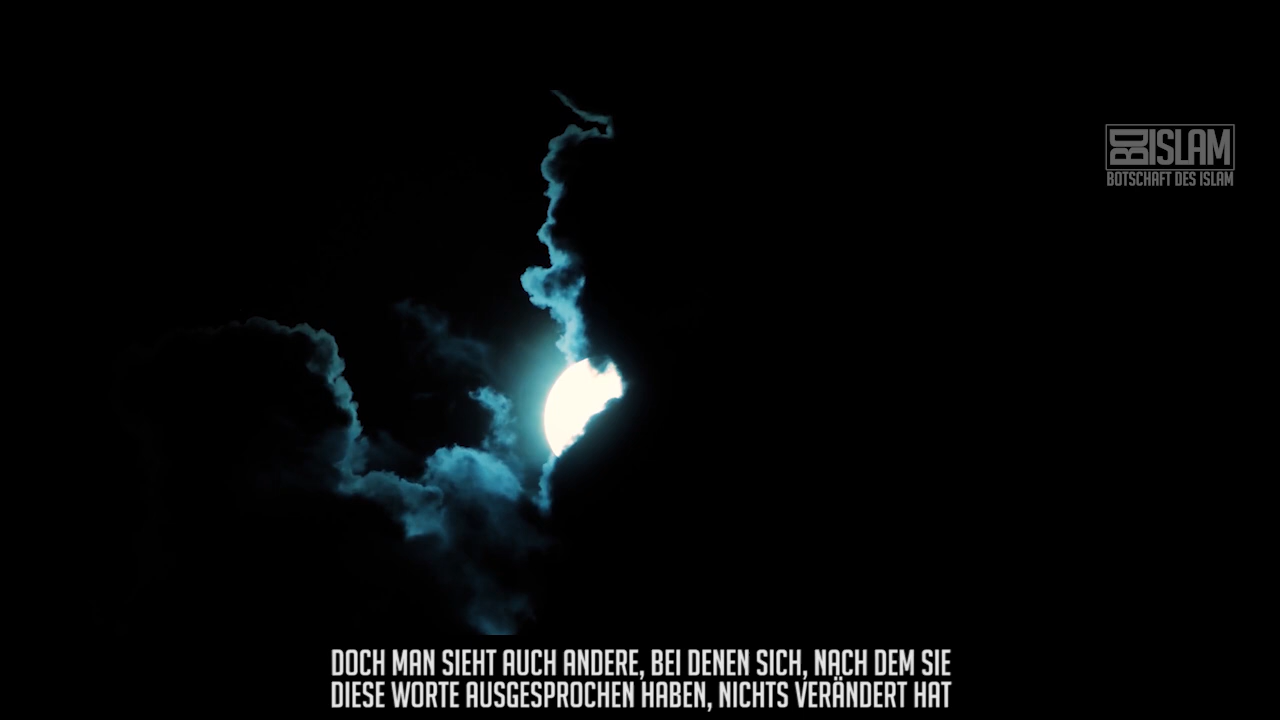 BDISLAM
BOTSCHAFT DES ISLAM
DOCH MAN SIEHT AUCH ANDERE, BEI DENEN SICH, NACH DEM SIE
DIESE WORTE AUSGESPROCHEN HABEN, NICHTS VERÄNDERT HAT